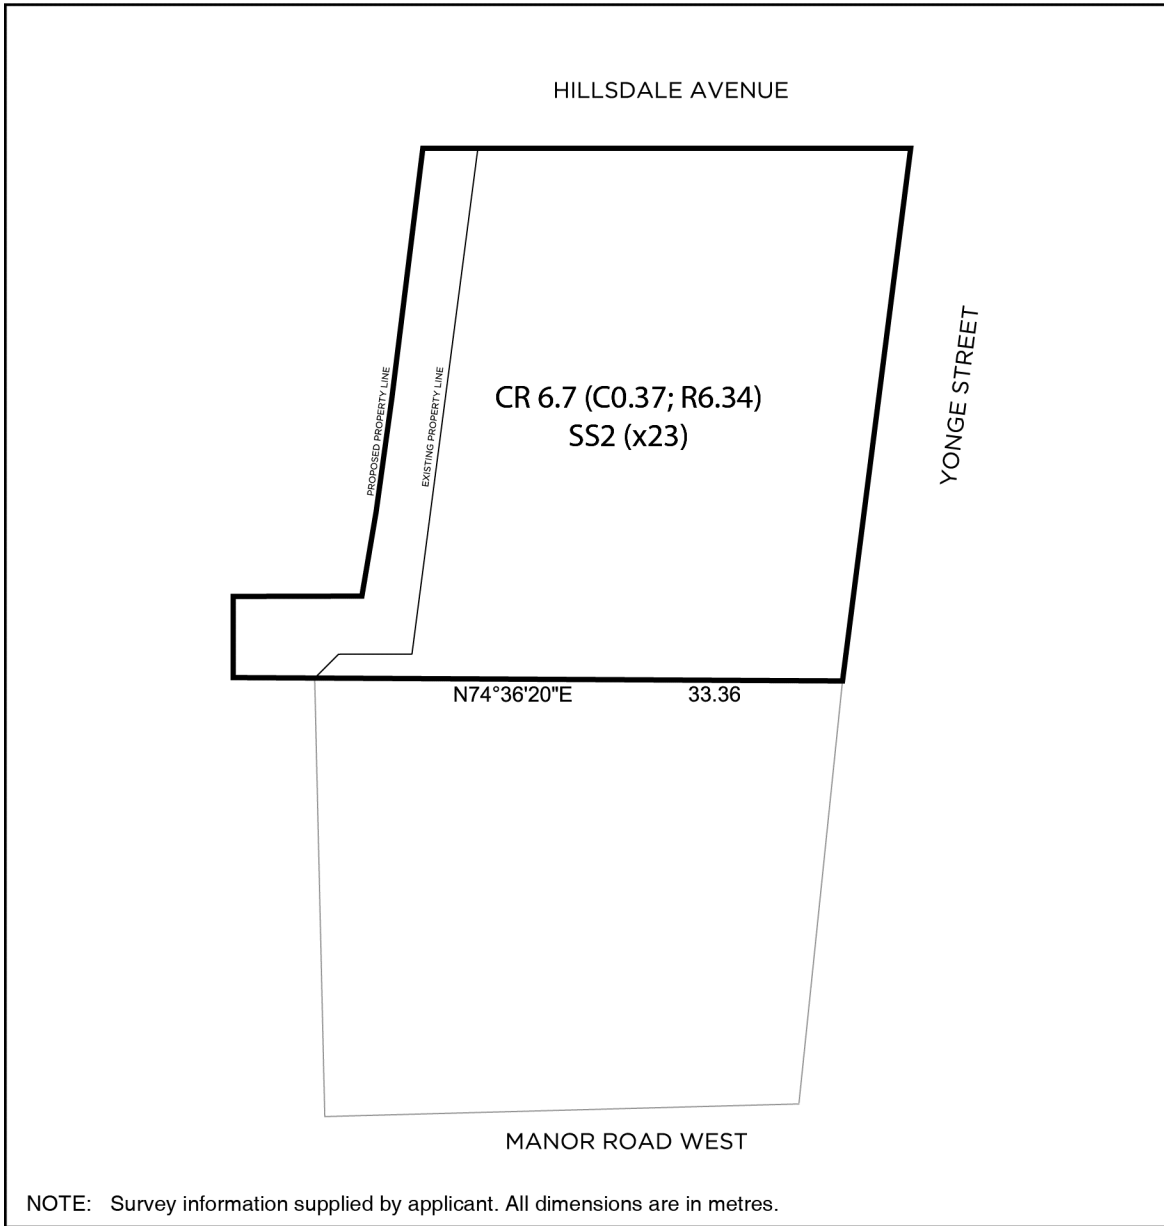 HILLSDALE AVENUE
PROPOSED PROPERTY LINE
EXISTING PROPERTY LINE
CR 6.7 (C0.37; R6.34)
SS2 (x23)
YONGE STREET
N74°36'20"E 33.36
MANOR ROAD WEST
NOTE: Survey information supplied by applicant. All dimensions are in metres.